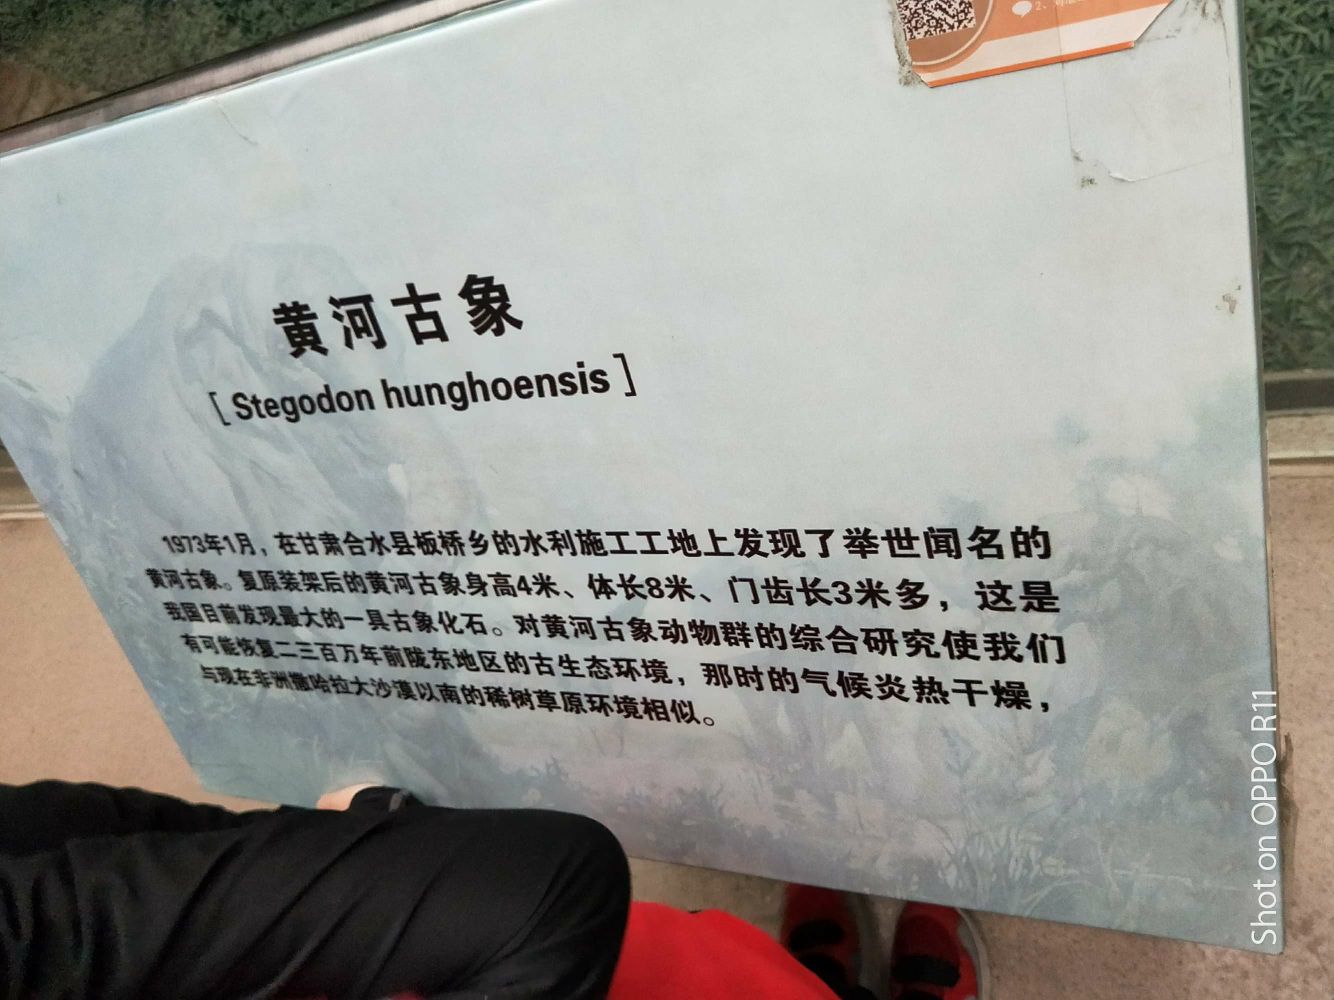 黄河古象
[ Stegodon hunghoensis ]
1973年1月，在甘肃合水县板桥乡的水利施工工地上发现了举世闻名的
黄河古象。复原装架后的黄河古象身高4米、体长8米、门齿长3米多，这是
我国目前发现最大的一具古象化石。对黄河古象动物群的综合研究使我们
有可能恢复二三百万年前陇东地区的古生态环境，那时的气候炎热干燥，
与现在非洲撒哈拉大沙漠以南的稀树草原环境相似。
Shot on OPPO R11